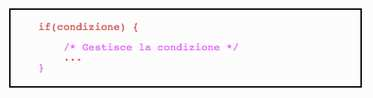 if(condizione) {
/* Gestisce la condizione */
...
}